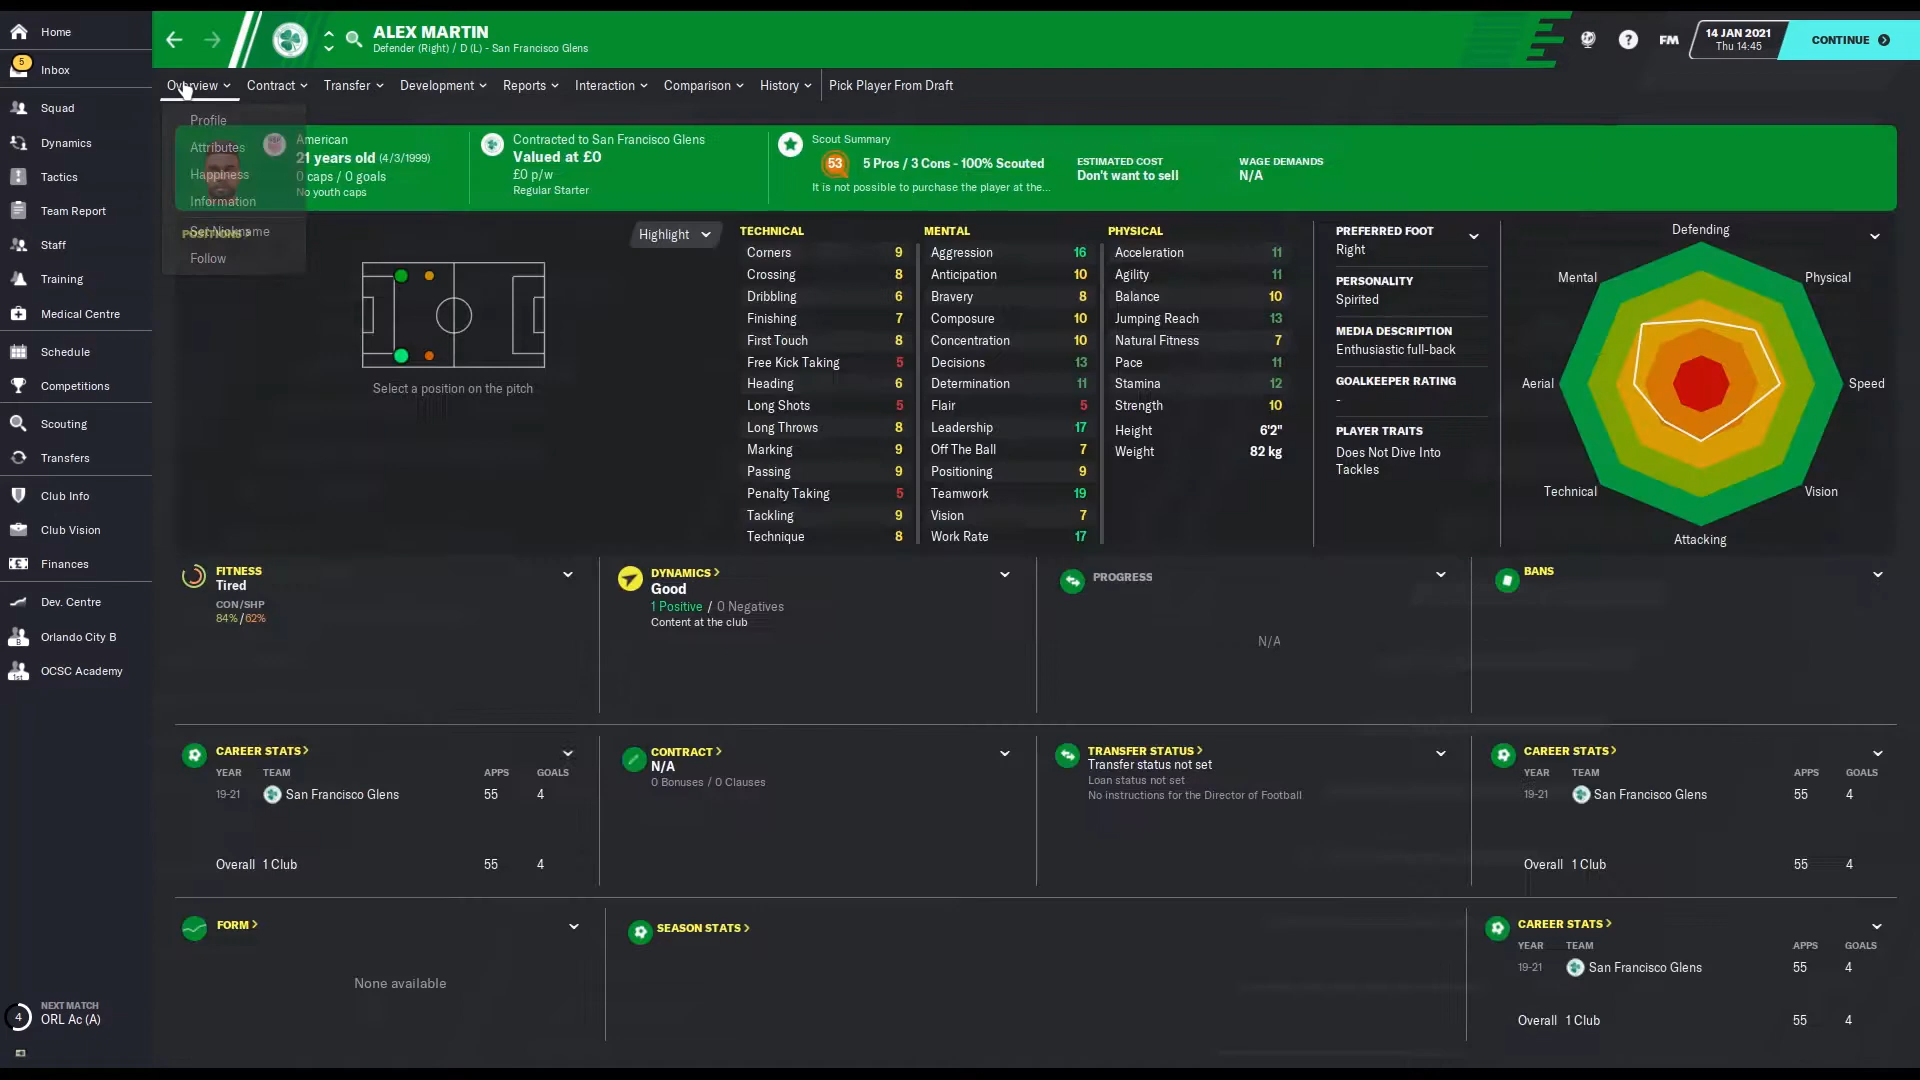 Home
5
Inbox
Squad
Dynamics
Tactics
Team Report
Staff
Training
Medical Centre
Schedule
Competitions
Scouting
Transfers
Club Info
Club Vision
Finances
Dev. Centre
B
Orlando City B
1st
OCSC Academy
4
NEXT MATCH
ORL Ac (A)
ALEX MARTIN
Defender (Right) / D (L) - San Francisco Glens
?
FM
14 JAN 2021
Thu 14:45
CONTINUE
Overview
Contract
Transfer
Development
Reports
Interaction
Comparison
History
Pick Player From Draft
Profile
Attributes
Happiness
Information
Set Nickname
Follow
American
21 years old (4/3/1999)
0 caps / 0 goals
No youth caps
Contracted to San Francisco Glens
Valued at £0
£0 p/w
Regular Starter
Scout Summary
53
5 Pros / 3 Cons - 100% Scouted
It is not possible to purchase the player at the...
ESTIMATED COST
Don't want to sell
WAGE DEMANDS
N/A
POSITIONS
Select a position on the pitch
Highlight
TECHNICAL
Corners 9
Crossing 8
Dribbling 6
Finishing 7
First Touch 8
Free Kick Taking 5
Heading 6
Long Shots 5
Long Throws 8
Marking 9
Passing 9
Penalty Taking 5
Tackling 9
Technique 8
MENTAL
Aggression 16
Anticipation 10
Bravery 8
Composure 10
Concentration 10
Decisions 13
Determination 11
Flair 5
Leadership 17
Off The Ball 7
Positioning 9
Teamwork 19
Vision 7
Work Rate 17
PHYSICAL
Acceleration 11
Agility 11
Balance 10
Jumping Reach 13
Natural Fitness 7
Pace 11
Stamina 12
Strength 10
Height 6'2"
Weight 82 kg
PREFERRED FOOT
Right
PERSONALITY
Spirited
MEDIA DESCRIPTION
Enthusiastic full-back
GOALKEEPER RATING
-
PLAYER TRAITS
Does Not Dive Into
Tackles
Defending
Mental
Physical
Aerial
Speed
Technical
Vision
Attacking
FITNESS
Tired
CON/SHP
84%/62%
DYNAMICS >
Good
1 Positive / 0 Negatives
Content at the club
PROGRESS
N/A
BANS
CAREER STATS >
YEAR TEAM APPS GOALS
19-21 San Francisco Glens 55 4
Overall 1 Club 55 4
CONTRACT >
N/A
0 Bonuses / 0 Clauses
TRANSFER STATUS >
Transfer status not set
Loan status not set
No instructions for the Director of Football
CAREER STATS >
YEAR TEAM APPS GOALS
19-21 San Francisco Glens 55 4
Overall 1 Club 55 4
FORM >
None available
SEASON STATS >
CAREER STATS >
YEAR TEAM APPS GOALS
19-21 San Francisco Glens 55 4
Overall 1 Club 55 4